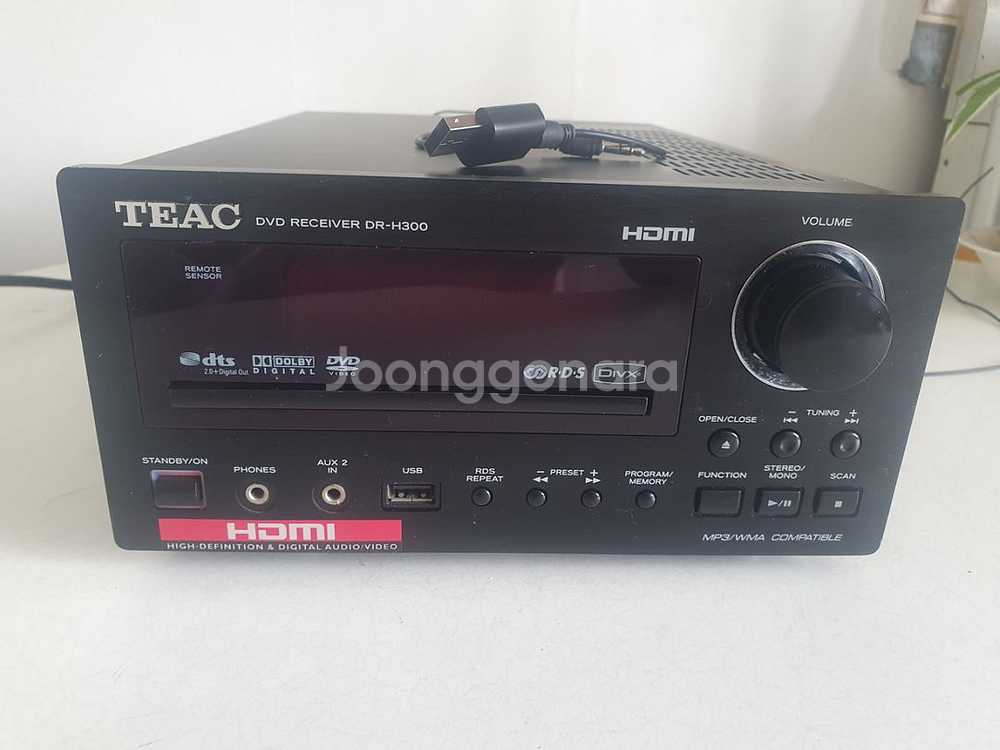 TEAC DVD RECEIVER DR-H300
HDMI
VOLUME
REMOTE
SENSOR
dts
2.0+Digital Out
DOLBY
DIGITAL
DVD
VIDEO
Joonggonara
R·D·S
DIVX
OPEN/CLOSE
– TUNING +
STANDBY/ON
PHONES
AUX 2
IN
USB
RDS
REPEAT
– PRESET +
PROGRAM/
MEMORY
FUNCTION
STEREO/
MONO
SCAN
HDMI
HIGH-DEFINITION & DIGITAL AUDIO/VIDEO
MP3/WMA COMPATIBLE